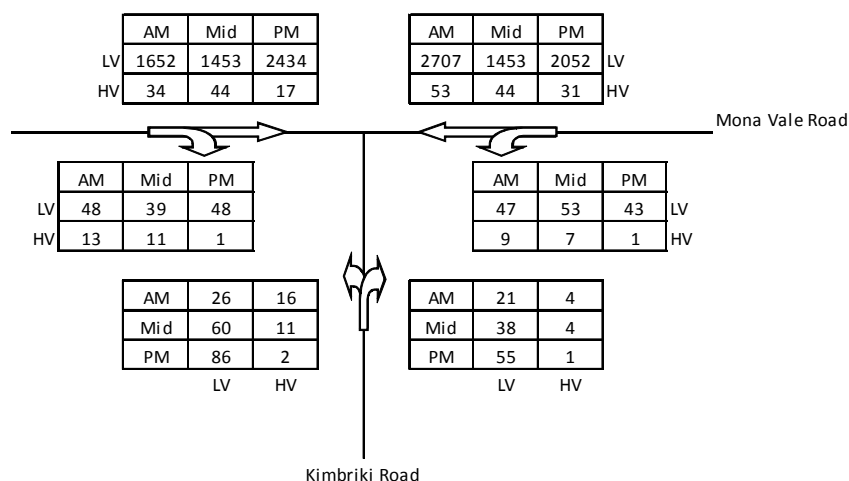 AM Mid PM
LV 1652 1453 2434
HV 34 44 17
AM Mid PM
2707 1453 2052 LV
53 44 31 HV
Mona Vale Road
AM Mid PM
LV 48 39 48
HV 13 11 1
AM Mid PM
47 53 43 LV
9 7 1 HV
AM 26 16
Mid 60 11
PM 86 2
LV HV
AM 21 4
Mid 38 4
PM 55 1
LV HV
Kimbriki Road